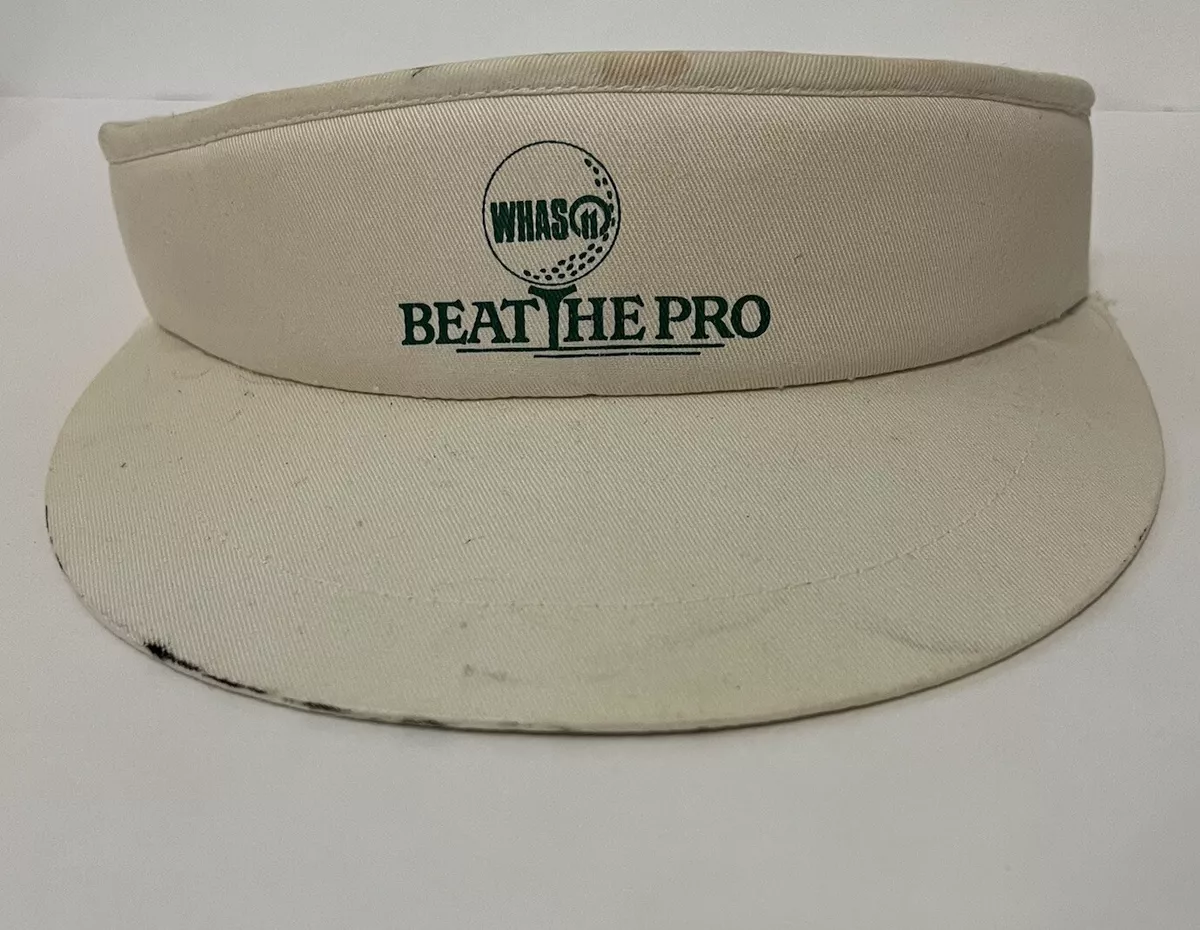 WHAS 11
BEAT THE PRO